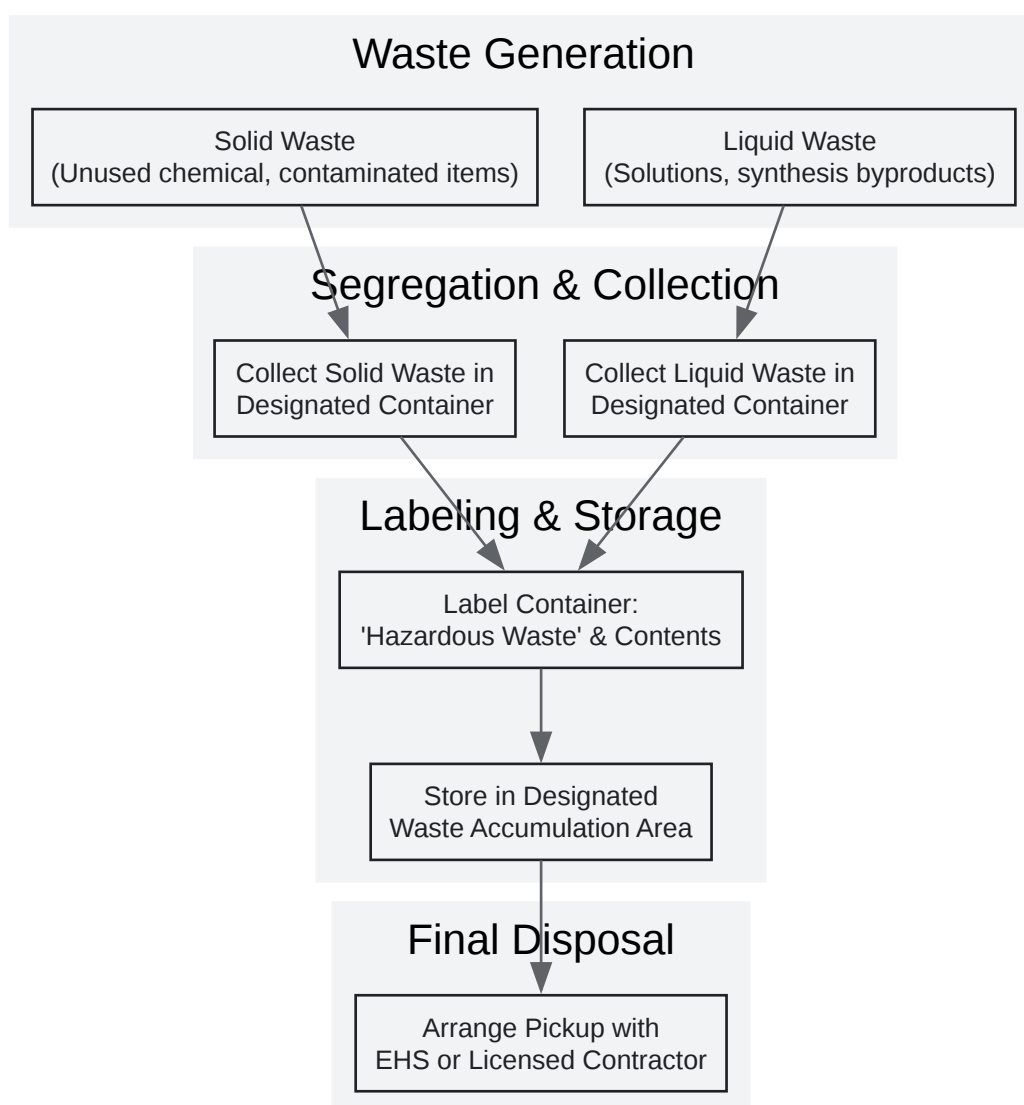 Waste Generation
Solid Waste
(Unused chemical, contaminated items)
Liquid Waste
(Solutions, synthesis byproducts)
Segregation & Collection
Collect Solid Waste in
Designated Container
Collect Liquid Waste in
Designated Container
Labeling & Storage
Label Container:
'Hazardous Waste' & Contents
Store in Designated
Waste Accumulation Area
Final Disposal
Arrange Pickup with
EHS or Licensed Contractor